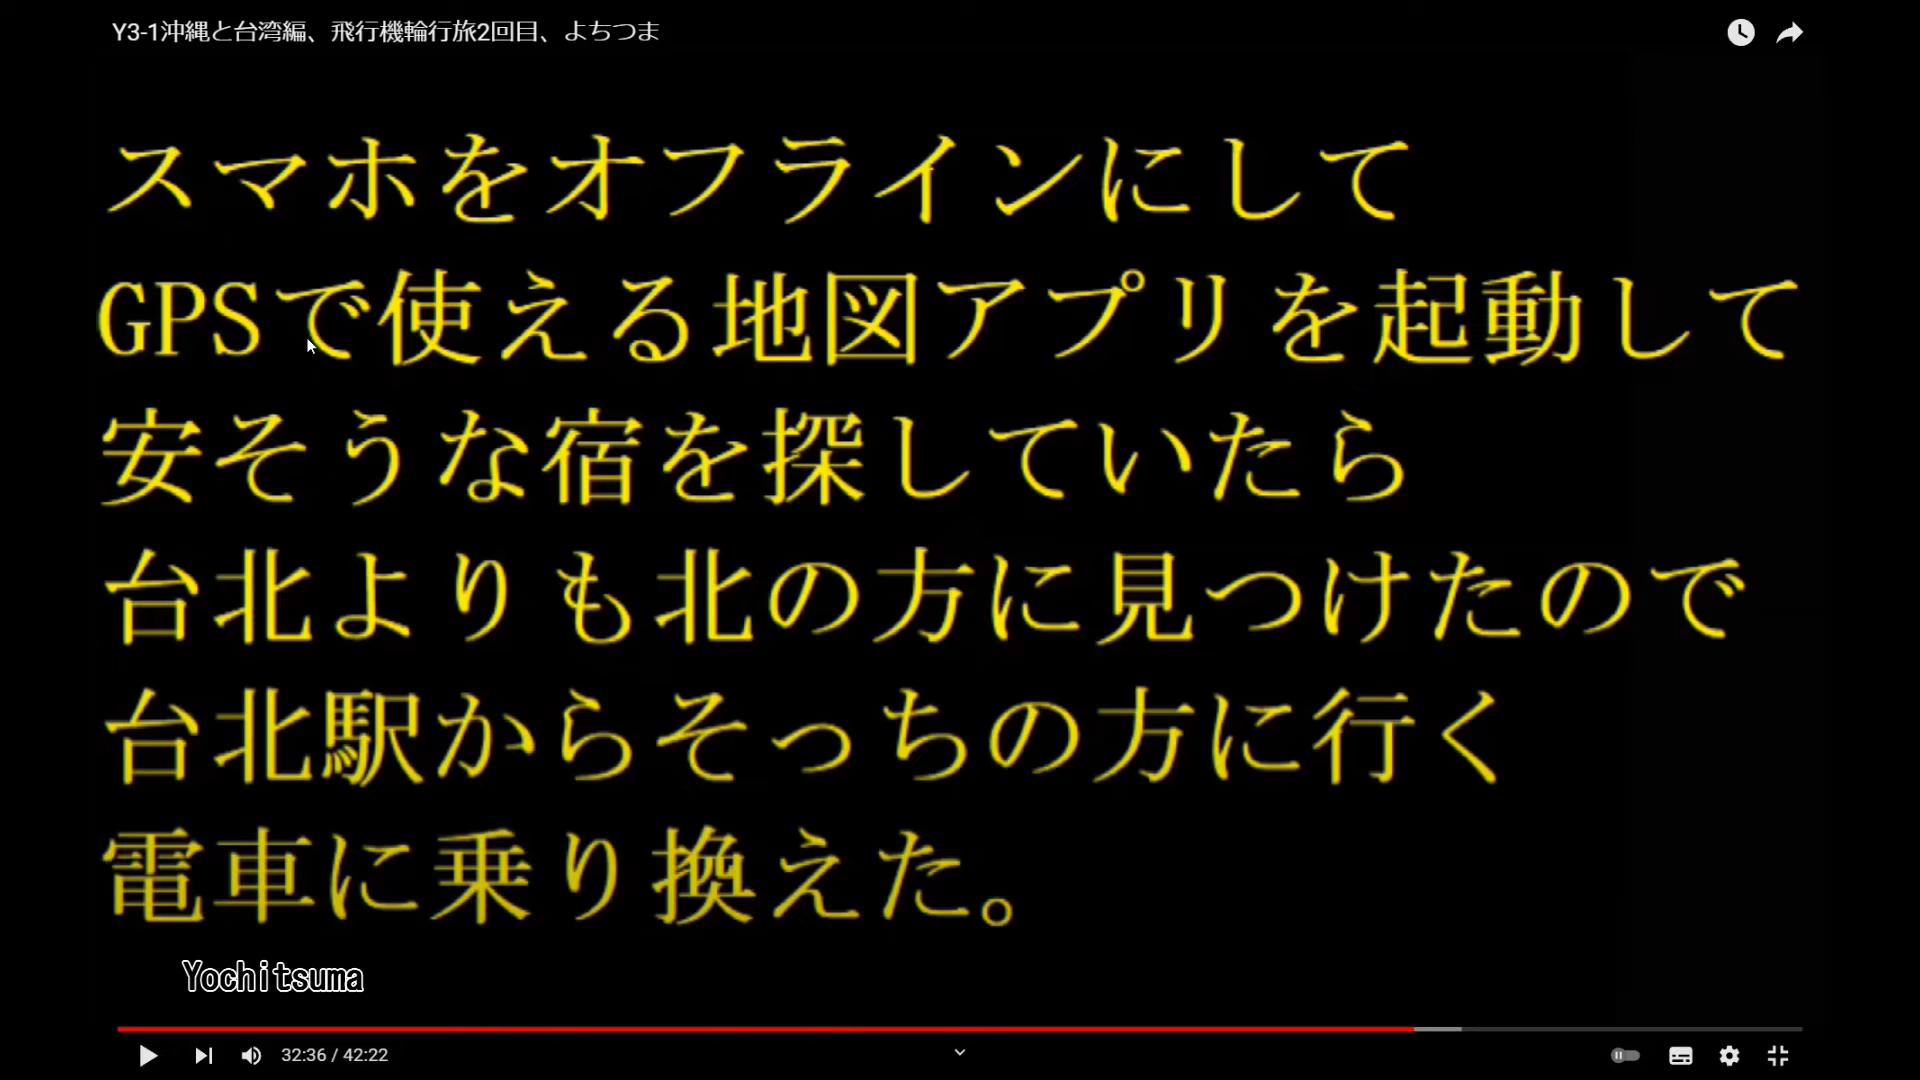 Y3-1沖縄と台湾編、飛行機輪行旅2回目、よちつま
スマホをオフラインにして
GPSで使える地図アプリを起動して
安そうな宿を探していたら
台北よりも北の方に見つけたので
台北駅からそっちの方に行く
電車に乗り換えた。
Yochitsuma
32:36 / 42:22